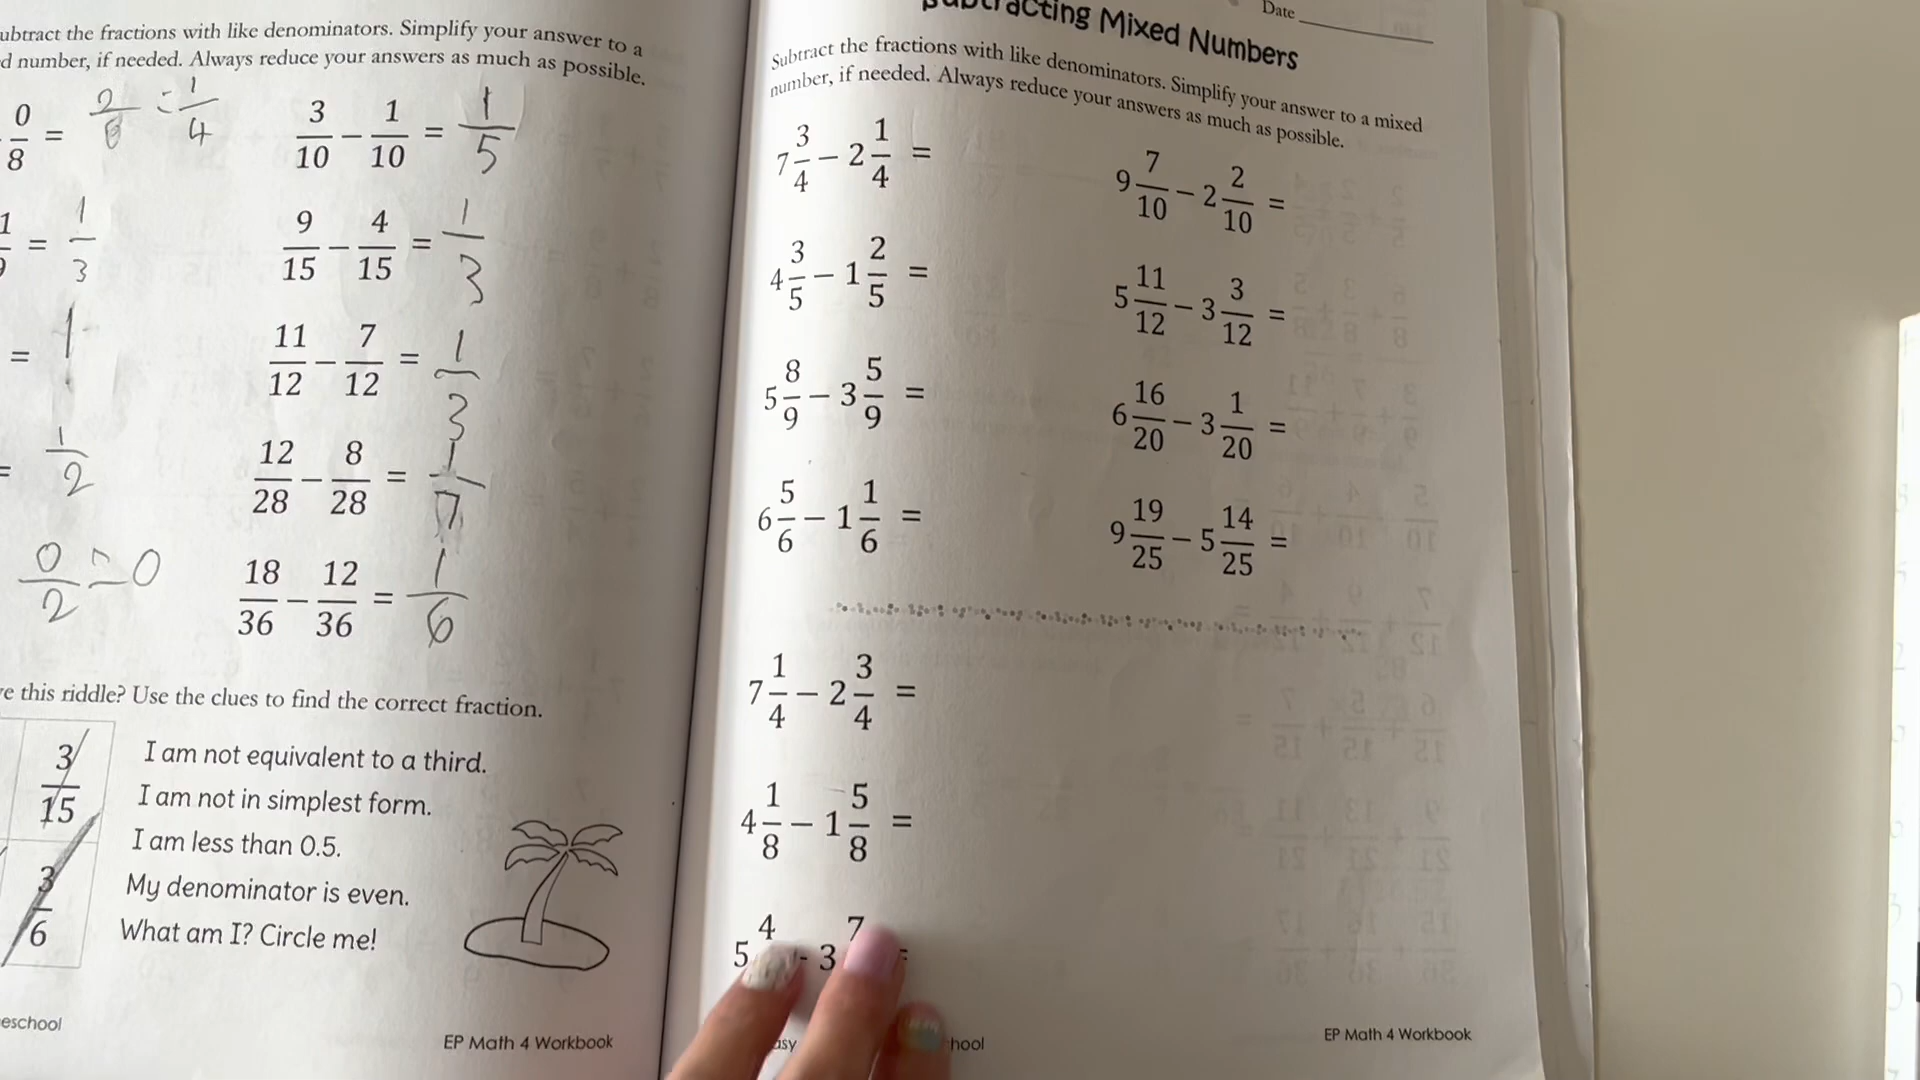 ubtract the fractions with like denominators. Simplify your answer to a
d number, if needed. Always reduce your answers as much as possible.
0/8 = 2/8 = 1/4
3/10 − 1/10 = 1/5
= 1/3
9/15 − 4/15 = 1/3
= 1
11/12 − 7/12 = 1/3
= 1/2
12/28 − 8/28 = 1/7
0/2 = 0
18/36 − 12/36 = 1/6
e this riddle? Use the clues to find the correct fraction.
3/15
3/6
I am not equivalent to a third.
I am not in simplest form.
I am less than 0.5.
My denominator is even.
What am I? Circle me!
eschool
EP Math 4 Workbook
Date
Subtracting Mixed Numbers
Subtract the fractions with like denominators. Simplify your answer to a mixed
number, if needed. Always reduce your answers as much as possible.
7 3/4 − 2 1/4 =
9 7/10 − 2 2/10 =
4 3/5 − 1 2/5 =
5 11/12 − 3 3/12 =
5 8/9 − 3 5/9 =
6 16/20 − 3 1/20 =
6 5/6 − 1 1/6 =
9 19/25 − 5 14/25 =
7 1/4 − 2 3/4 =
4 1/8 − 1 5/8 =
5 4 - 3 7 =
asy
hool
EP Math 4 Workbook